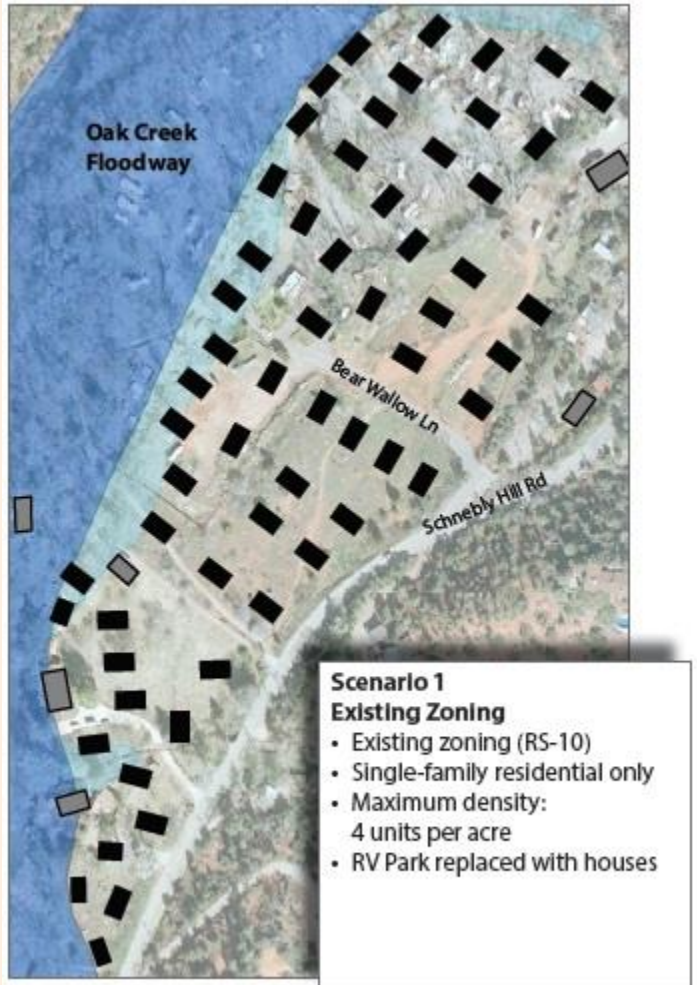 Oak Creek
Floodway
Bear Wallow Ln
Schnebly Hill Rd
Scenario 1
Existing Zoning
• Existing zoning (RS-10)
• Single-family residential only
• Maximum density:
4 units per acre
• RV Park replaced with houses